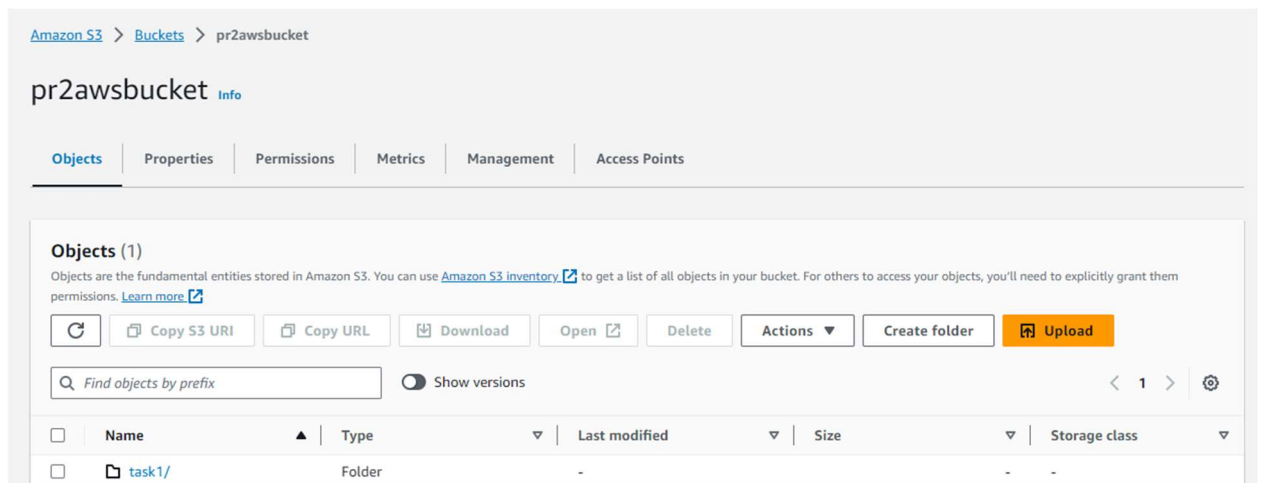 Amazon S3 > Buckets > pr2awsbucket
pr2awsbucket Info
Objects Properties Permissions Metrics Management Access Points
Objects (1)
Objects are the fundamental entities stored in Amazon S3. You can use Amazon S3 inventory to get a list of all objects in your bucket. For others to access your objects, you'll need to explicitly grant them
permissions. Learn more
Copy S3 URI Copy URL Download Open Delete Actions Create folder Upload
Find objects by prefix Show versions < 1 >
Name Type Last modified Size Storage class
task1/ Folder - - -